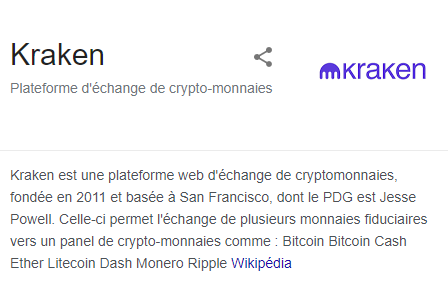 Kraken
kraken
Plateforme d'échange de crypto-monnaies
Kraken est une plateforme web d'échange de cryptomonnaies,
fondée en 2011 et basée à San Francisco, dont le PDG est Jesse
Powell. Celle-ci permet l'échange de plusieurs monnaies fiduciaires
vers un panel de crypto-monnaies comme : Bitcoin Bitcoin Cash
Ether Litecoin Dash Monero Ripple Wikipédia